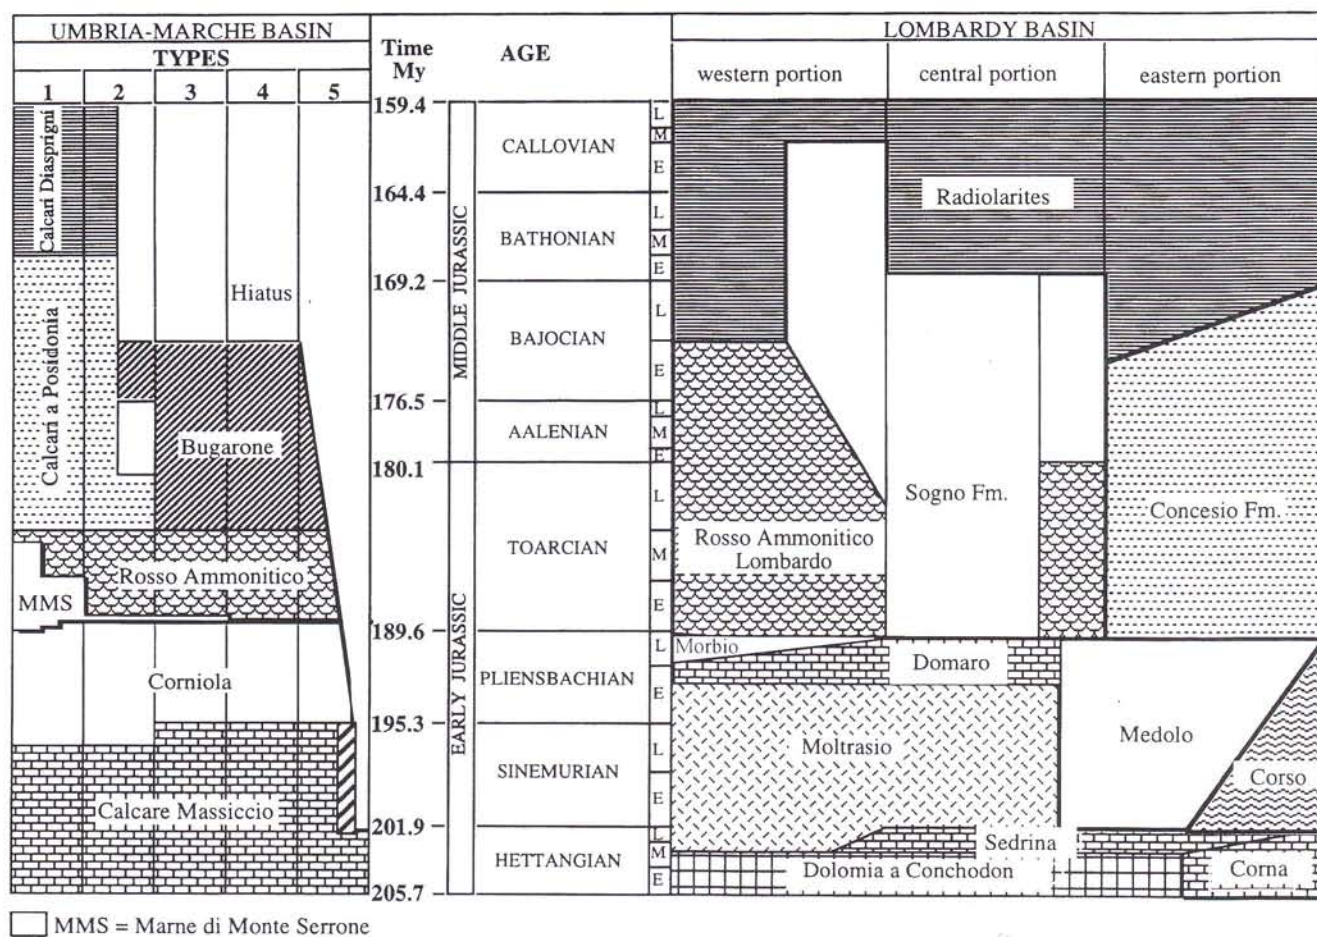 UMBRIA-MARCHE BASIN
TYPES
1 2 3 4 5
Time
My
AGE
LOMBARDY BASIN
western portion
central portion
eastern portion
Calcari Diasprigni
Calcari a Posidonia
Hiatus
Bugarone
Rosso Ammonitico
MMS
Corniola
Calcare Massiccio
159.4
164.4
169.2
176.5
180.1
189.6
195.3
201.9
205.7
MIDDLE JURASSIC
EARLY JURASSIC
CALLOVIAN
BATHONIAN
BAJOCIAN
AALENIAN
TOARCIAN
PLIENSBACHIAN
SINEMURIAN
HETTANGIAN
L
M
E
L
M
E
L
E
L
M
E
L
M
E
L
E
L
E
L
M
E
Radiolarites
Sogno Fm.
Concesio Fm.
Rosso Ammonitico
Lombardo
Morbio
Domaro
Moltrasio
Medolo
Corso
Sedrina
Dolomia a Conchodon
Corna
MMS = Marne di Monte Serrone